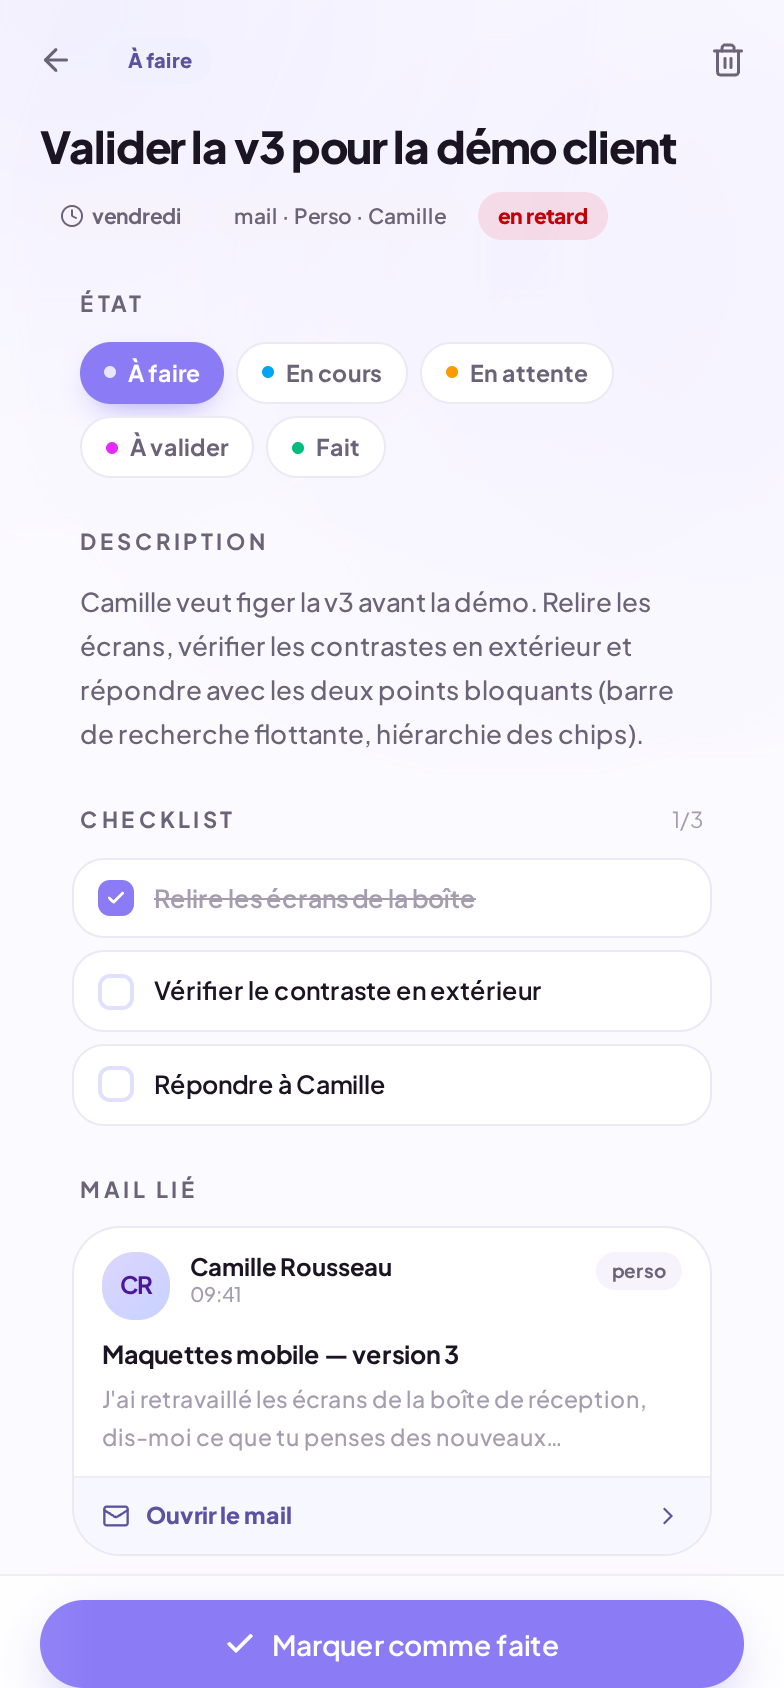 À faire
Valider la v3 pour la démo client
vendredi mail · Perso · Camille en retard
ÉTAT
À faire En cours En attente
À valider Fait
DESCRIPTION
Camille veut figer la v3 avant la démo. Relire les
écrans, vérifier les contrastes en extérieur et
répondre avec les deux points bloquants (barre
de recherche flottante, hiérarchie des chips).
CHECKLIST 1/3
Relire les écrans de la boîte
Vérifier le contraste en extérieur
Répondre à Camille
MAIL LIÉ
CR Camille Rousseau perso
09:41
Maquettes mobile — version 3
J'ai retravaillé les écrans de la boîte de réception,
dis-moi ce que tu penses des nouveaux…
Ouvrir le mail
Marquer comme faite